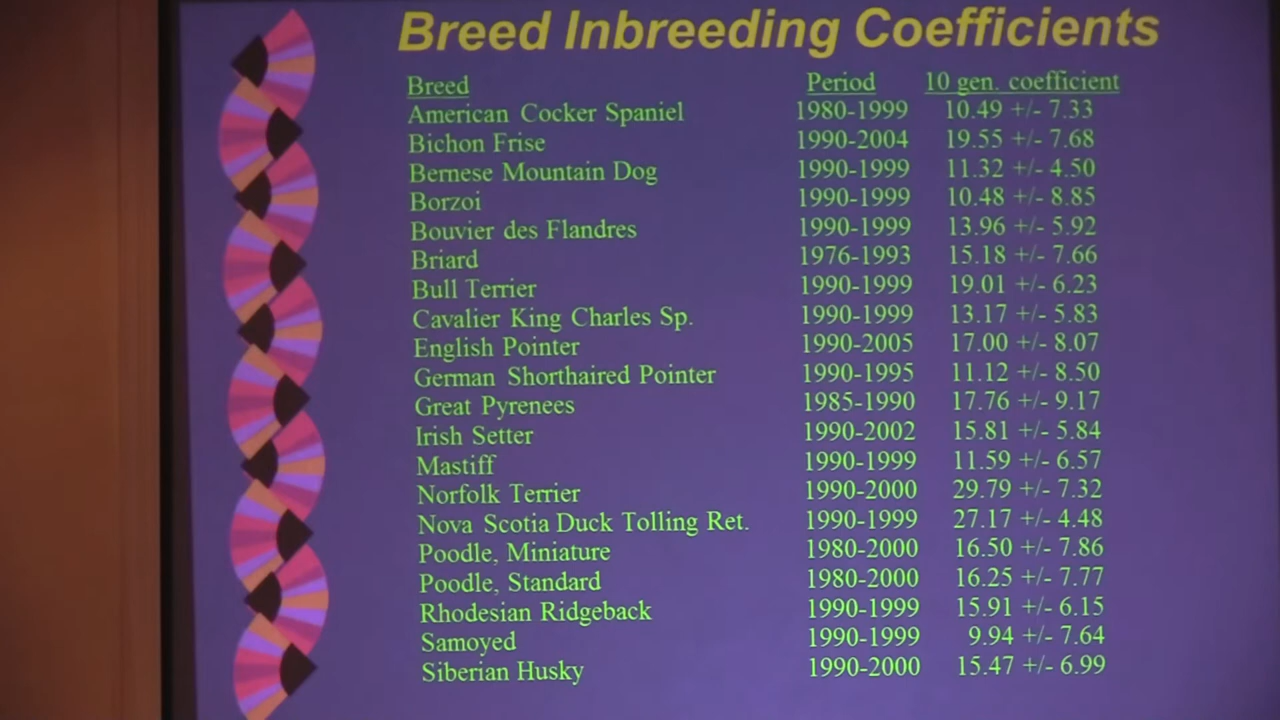 Breed Inbreeding Coefficients
Breed Period 10 gen. coefficient
American Cocker Spaniel 1980-1999 10.49 +/- 7.33
Bichon Frise 1990-2004 19.55 +/- 7.68
Bernese Mountain Dog 1990-1999 11.32 +/- 4.50
Borzoi 1990-1999 10.48 +/- 8.85
Bouvier des Flandres 1990-1999 13.96 +/- 5.92
Briard 1976-1993 15.18 +/- 7.66
Bull Terrier 1990-1999 19.01 +/- 6.23
Cavalier King Charles Sp. 1990-1999 13.17 +/- 5.83
English Pointer 1990-2005 17.00 +/- 8.07
German Shorthaired Pointer 1990-1995 11.12 +/- 8.50
Great Pyrenees 1985-1990 17.76 +/- 9.17
Irish Setter 1990-2002 15.81 +/- 5.84
Mastiff 1990-1999 11.59 +/- 6.57
Norfolk Terrier 1990-2000 29.79 +/- 7.32
Nova Scotia Duck Tolling Ret. 1990-1999 27.17 +/- 4.48
Poodle, Miniature 1980-2000 16.50 +/- 7.86
Poodle, Standard 1980-2000 16.25 +/- 7.77
Rhodesian Ridgeback 1990-1999 15.91 +/- 6.15
Samoyed 1990-1999 9.94 +/- 7.64
Siberian Husky 1990-2000 15.47 +/- 6.99